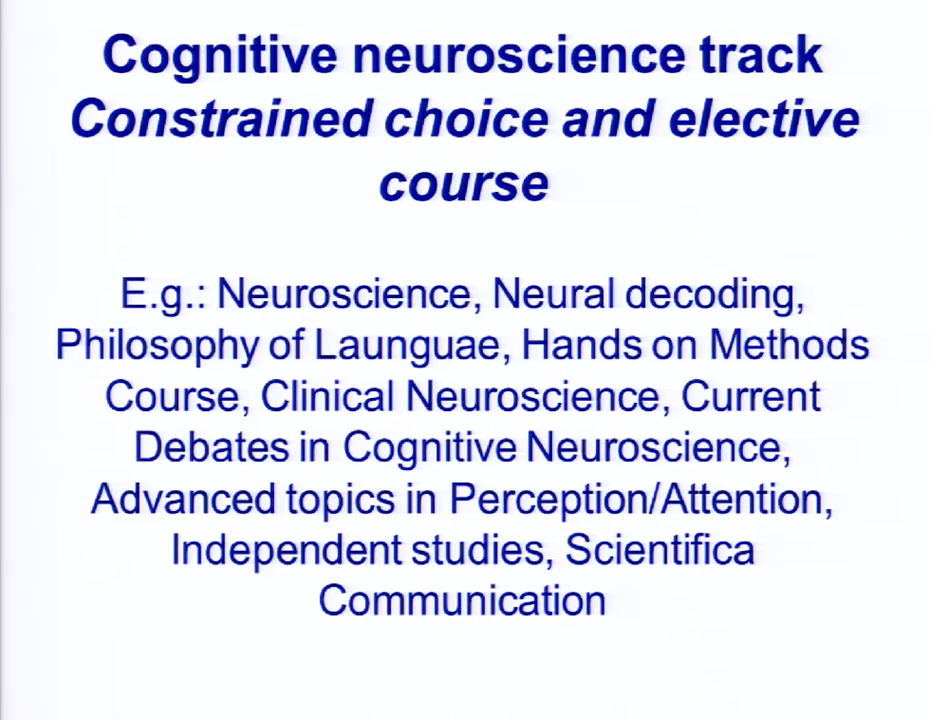 Cognitive neuroscience track
Constrained choice and elective
course
E.g.: Neuroscience, Neural decoding,
Philosophy of Launguae, Hands on Methods
Course, Clinical Neuroscience, Current
Debates in Cognitive Neuroscience,
Advanced topics in Perception/Attention,
Independent studies, Scientifica
Communication